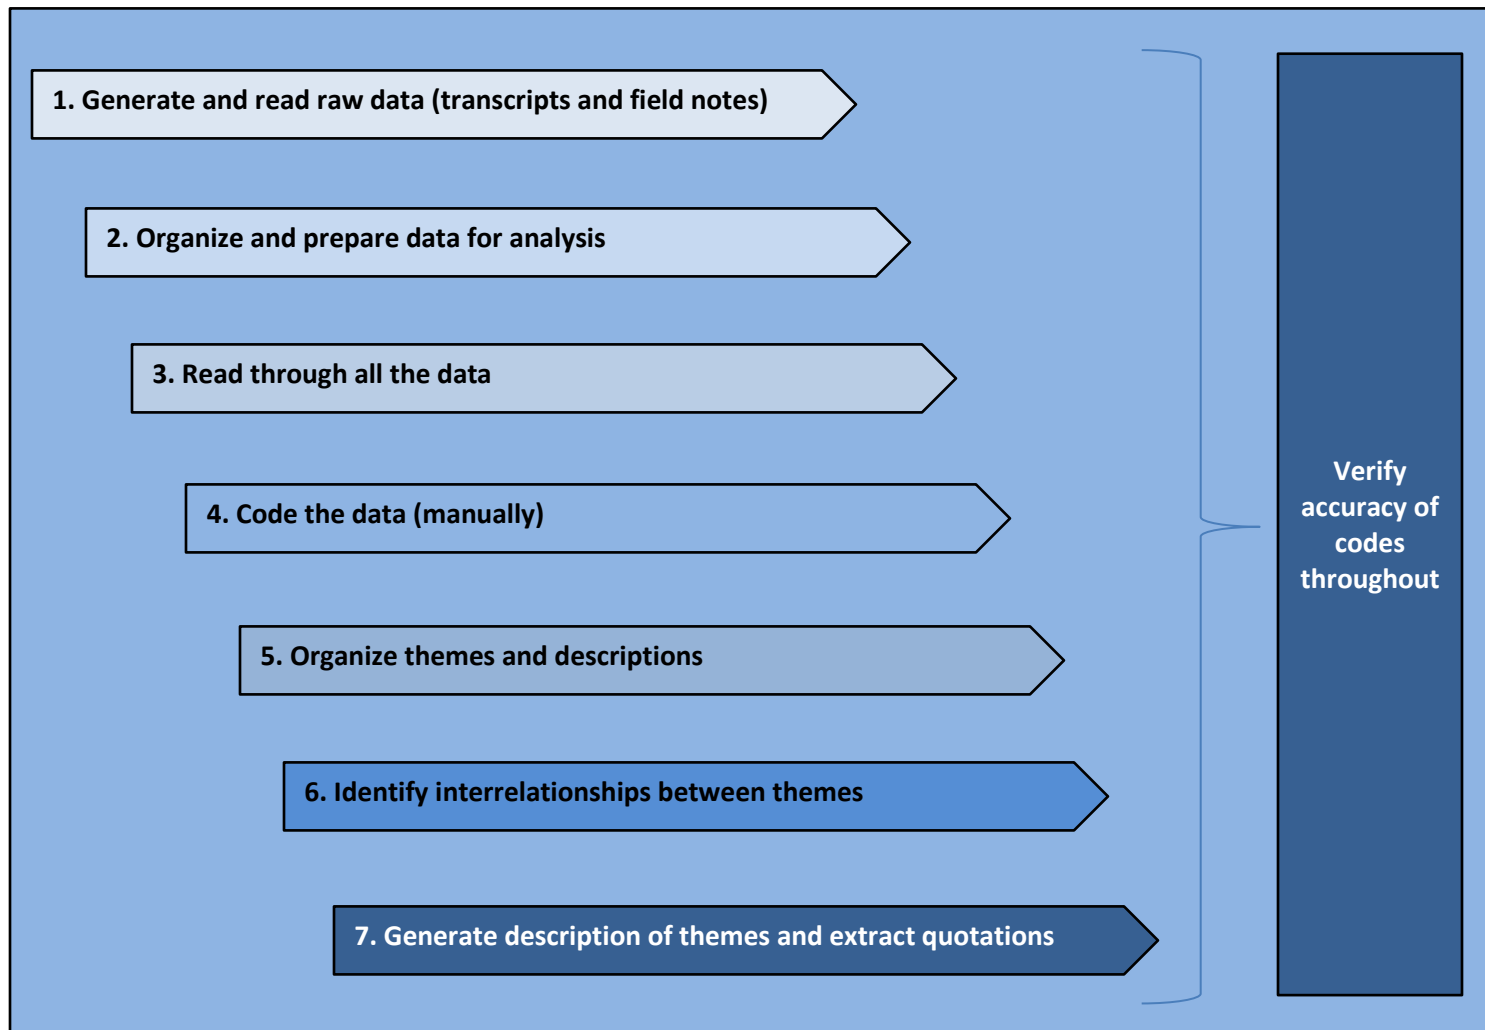 1. Generate and read raw data (transcripts and field notes)
2. Organize and prepare data for analysis
3. Read through all the data
4. Code the data (manually)
5. Organize themes and descriptions
6. Identify interrelationships between themes
7. Generate description of themes and extract quotations
Verify
accuracy of
codes
throughout